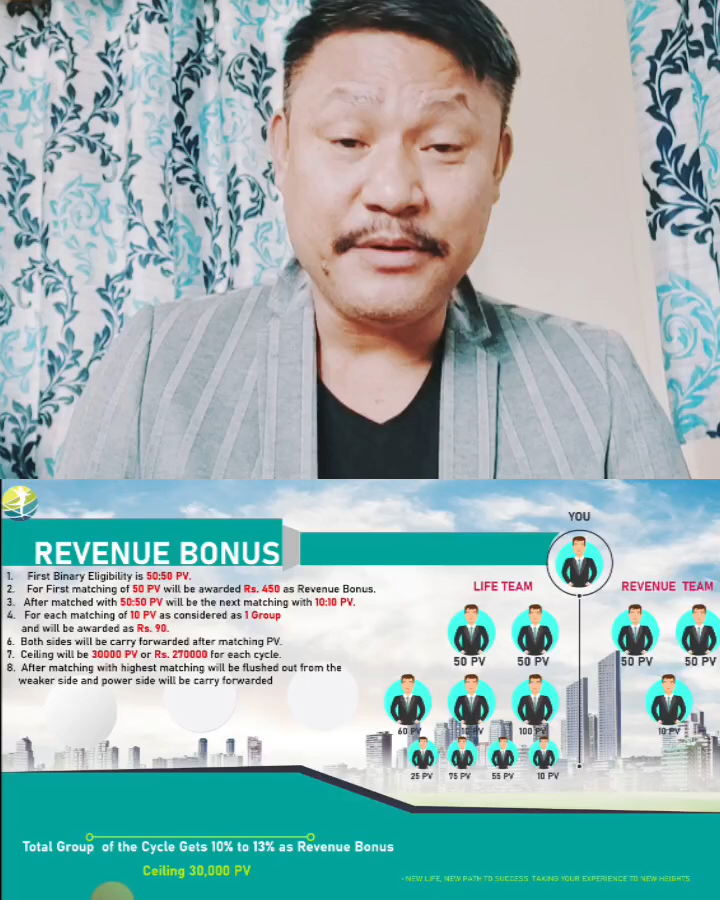 REVENUE BONUS
1. First Binary Eligibility is 50:50 PV.
2. For First matching of 50 PV will be awarded Rs. 450 as Revenue Bonus.
3. After matched with 50:50 PV will be the next matching with 10:10 PV.
4. For each matching of 10 PV as considered as 1 Group
and will be awarded as Rs. 90.
6. Both sides will be carry forwarded after matching PV.
7. Ceiling will be 30000 PV or Rs. 270000 for each cycle.
8. After matching with highest matching will be flushed out from the
weaker side and power side will be carry forwarded
YOU
LIFE TEAM REVENUE TEAM
50 PV 50 PV 50 PV 50 PV
60 PV 10 PV 100 PV 10 PV
25 PV 75 PV 55 PV 10 PV
Total Group of the Cycle Gets 10% to 13% as Revenue Bonus
Ceiling 30,000 PV
- NEW LIFE, NEW PATH TO SUCCESS. TAKING YOUR EXPERIENCE TO NEW HEIGHTS